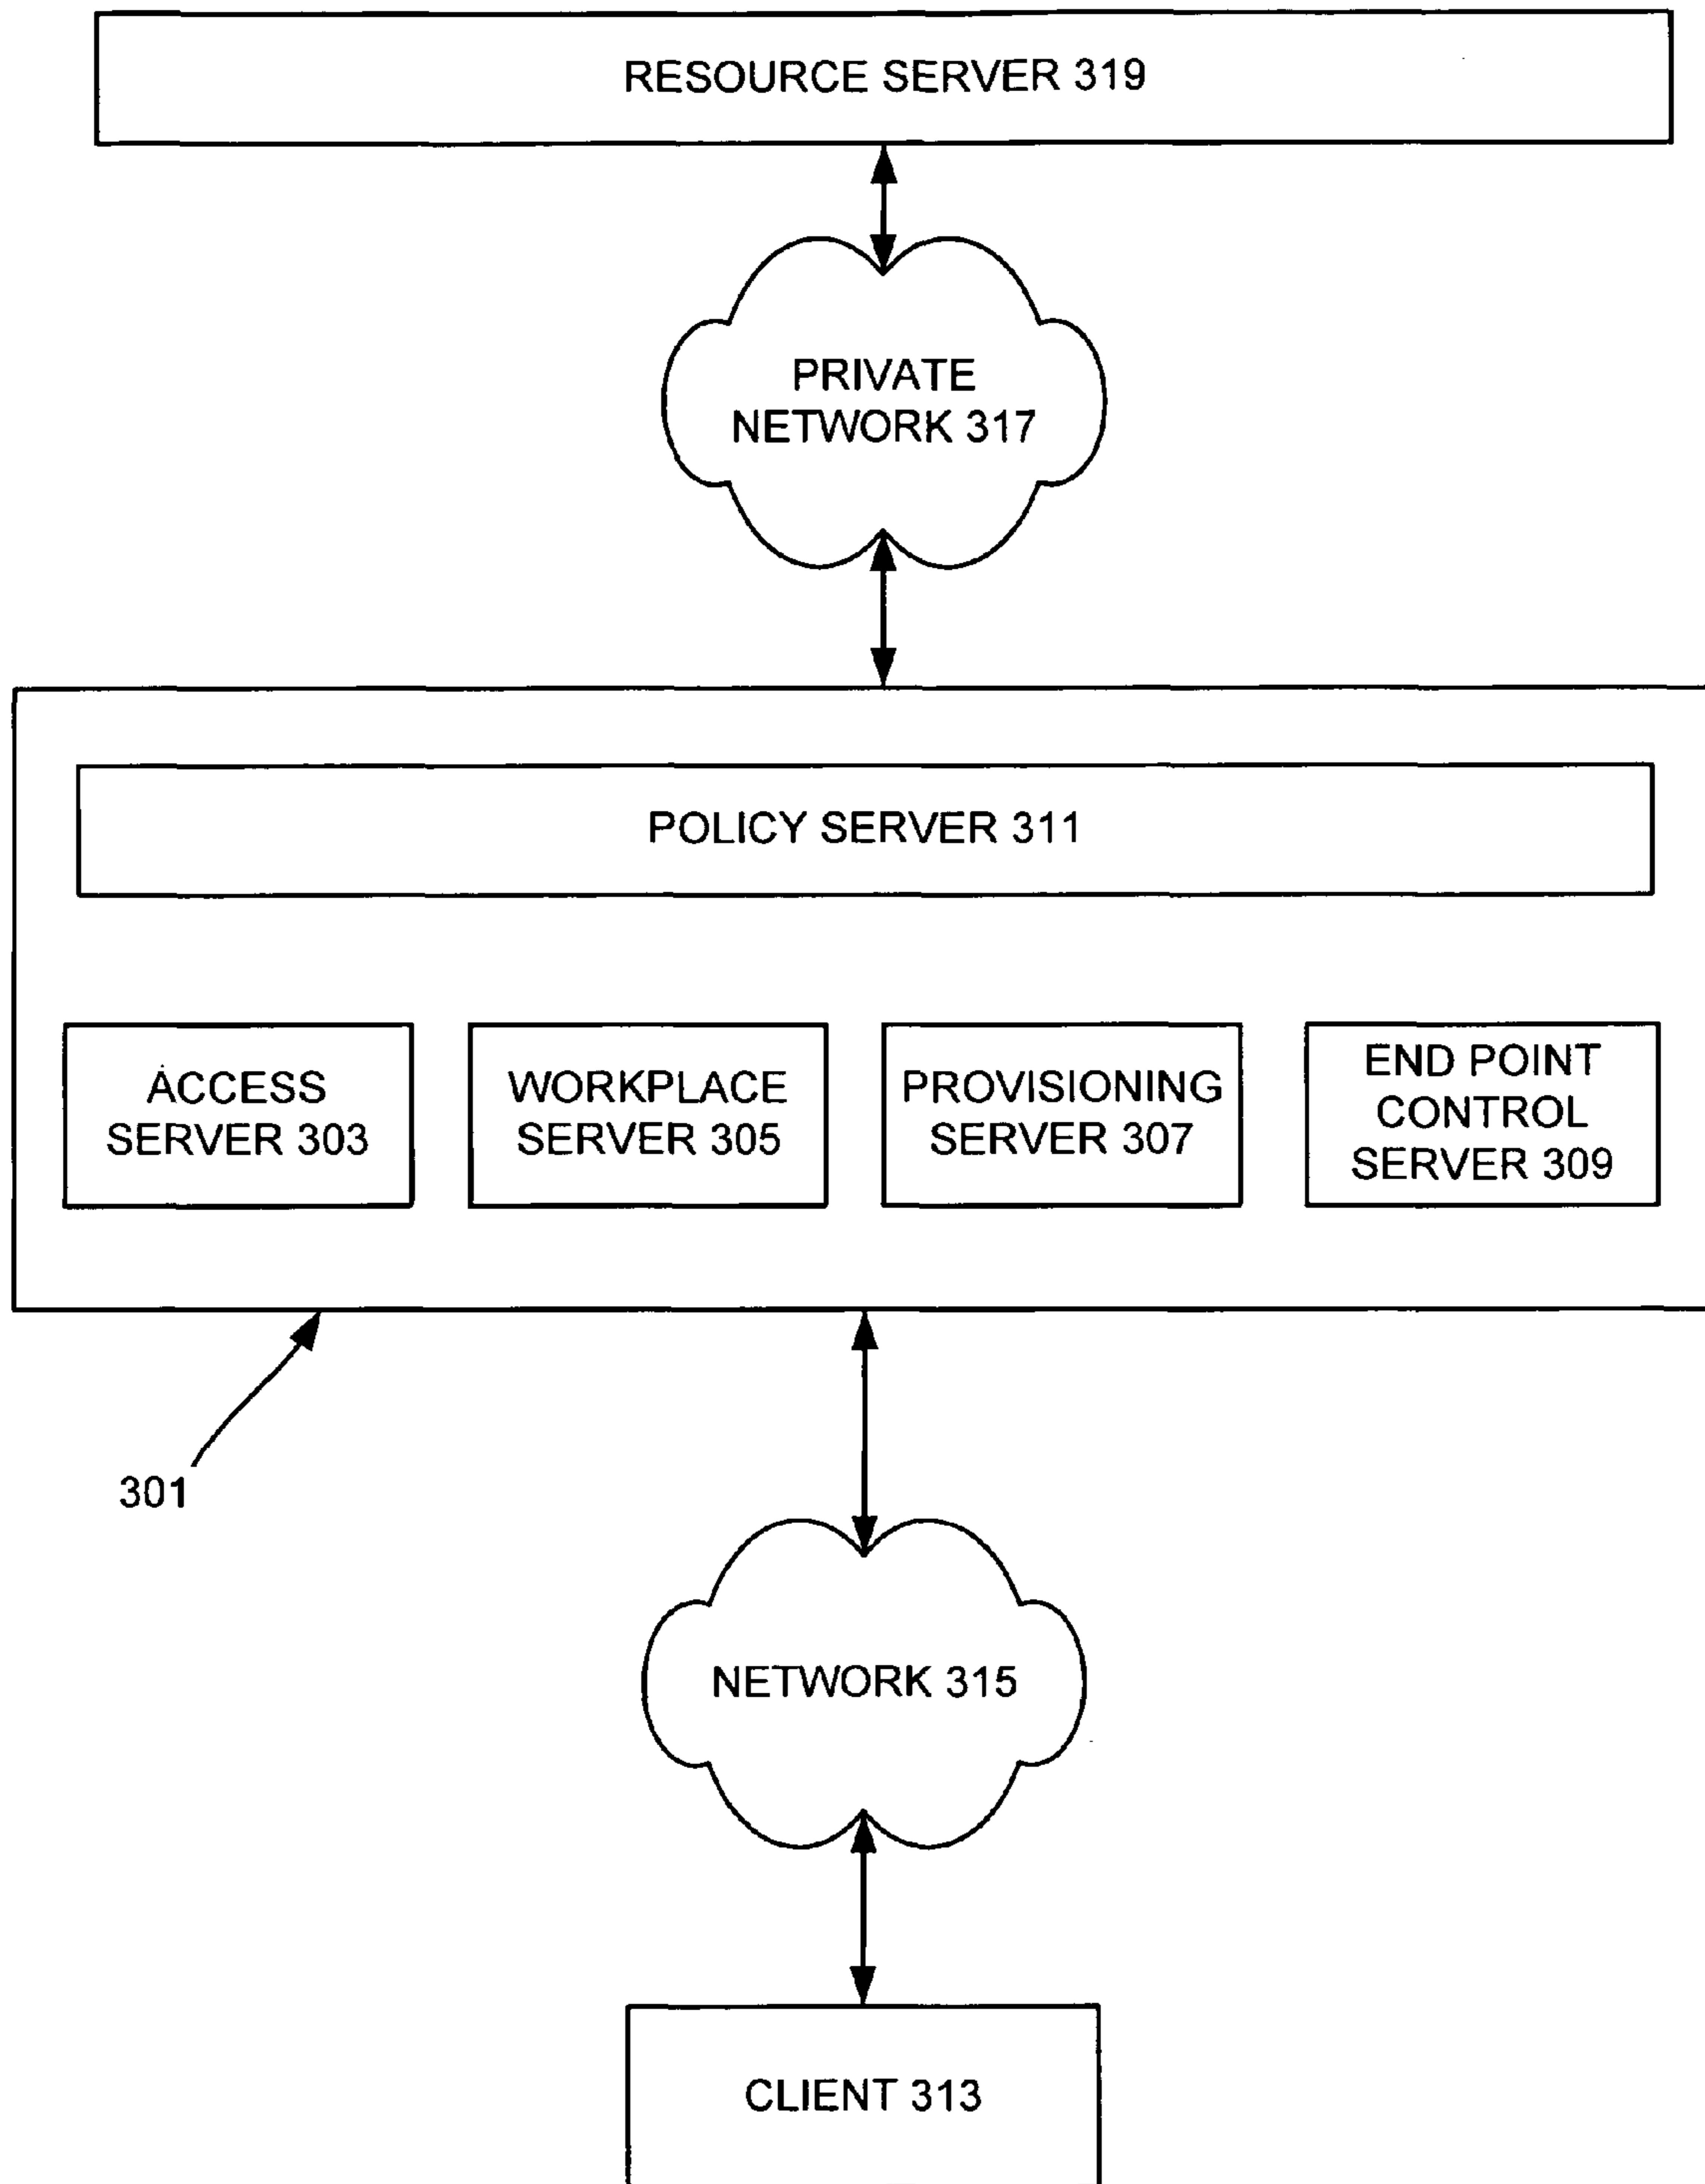 RESOURCE SERVER 319
PRIVATE
NETWORK 317
POLICY SERVER 311
ACCESS
SERVER 303
WORKPLACE
SERVER 305
PROVISIONING
SERVER 307
END POINT
CONTROL
SERVER 309
301
NETWORK 315
CLIENT 313